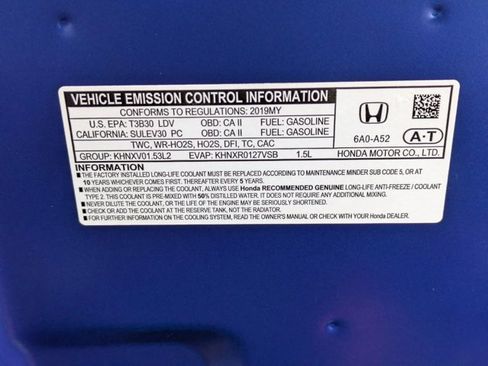 VEHICLE EMISSION CONTROL INFORMATION
CONFORMS TO REGULATIONS: 2019MY
U.S. EPA: T3B30 LDV OBD: CA II FUEL: GASOLINE
CALIFORNIA: SULEV30 PC OBD: CA II FUEL: GASOLINE
TWC, WR-HO2S, HO2S, DFI, TC, CAC
GROUP: KHNXV01.53L2 EVAP: KHNXR0127VSB 1.5L
6A0-A52
A·T
HONDA MOTOR CO., LTD.
INFORMATION
■ THE FACTORY INSTALLED LONG-LIFE COOLANT MUST BE REPLACED ACCORDING TO MAINTENANCE MINDER SUB CODE 5, OR AT
10 YEARS WHICHEVER COMES FIRST. THEREAFTER EVERY 5 YEARS.
■ WHEN ADDING OR REPLACING THE COOLANT, ALWAYS USE Honda RECOMMENDED GENUINE LONG-LIFE ANTI-FREEZE / COOLANT
TYPE 2. THIS COOLANT IS PRE-MIXED WITH 50% DISTILLED WATER. IT DOES NOT REQUIRE ANY ADDITIONAL MIXING.
■ NEVER DILUTE THE COOLANT, OR THE LIFE OF THE ENGINE MAY BE SERIOUSLY SHORTENED.
■ CHECK OR ADD COOLANT AT THE RESERVE TANK, NOT THE RADIATOR.
■ FOR FURTHER INFORMATION ON THE COOLING SYSTEM, READ THE OWNER'S MANUAL OR CHECK WITH YOUR Honda DEALER.